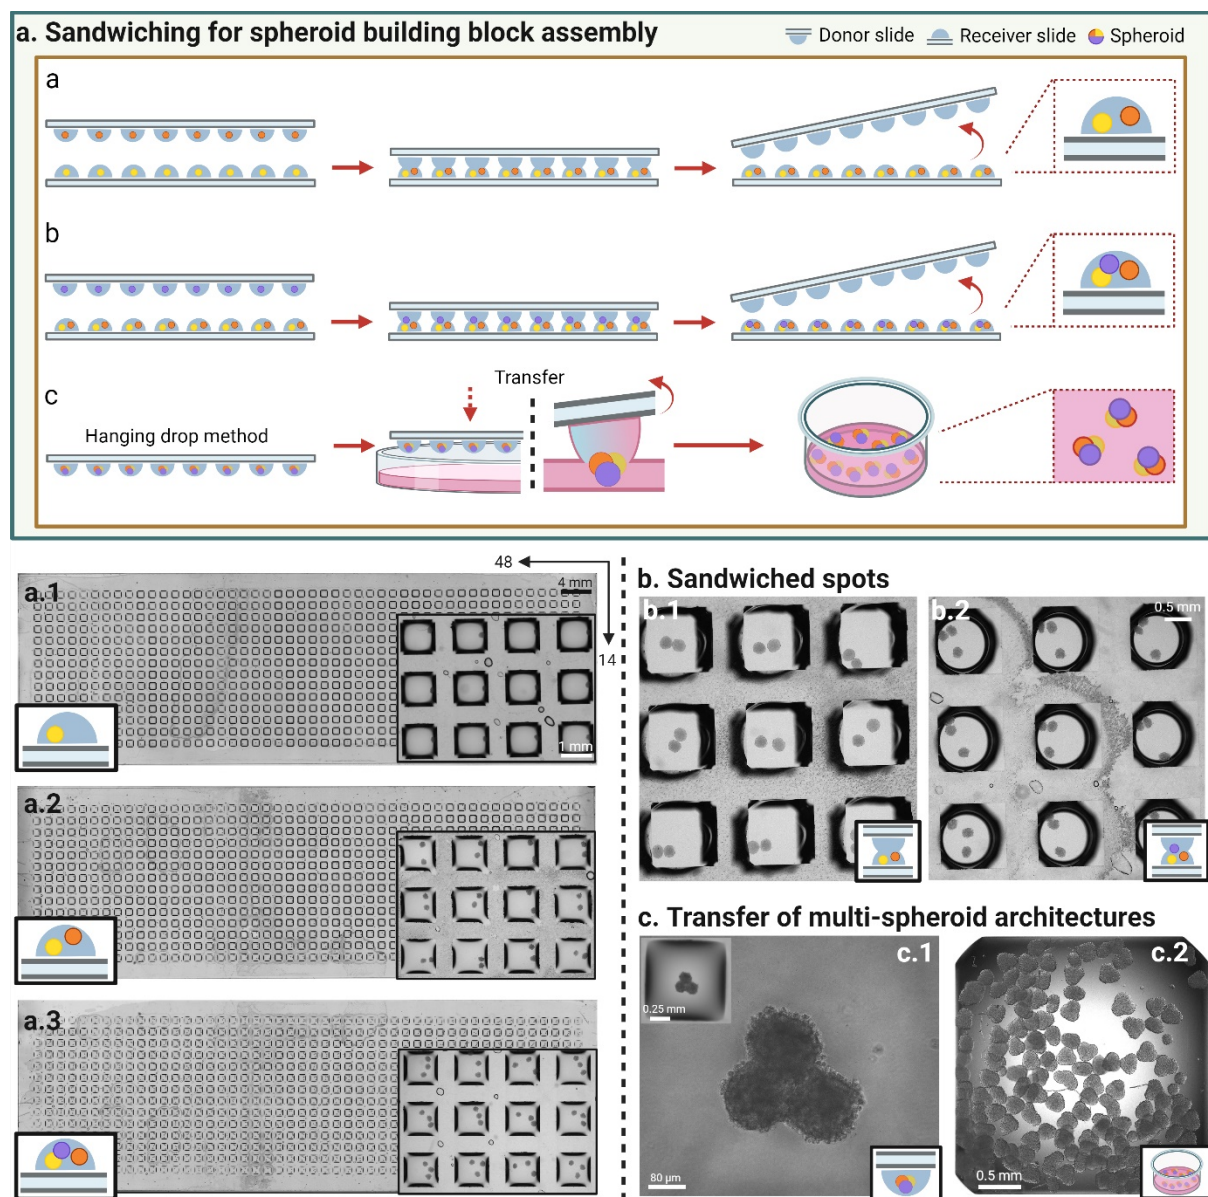 a. Sandwiching for spheroid building block assembly
Donor slide
Receiver slide
Spheroid
a
b
c
Transfer
Hanging drop method
48
14
a.1
4 mm
1 mm
a.2
a.3
b. Sandwiched spots
b.1
b.2
0.5 mm
c. Transfer of multi-spheroid architectures
c.1
0.25 mm
80 µm
c.2
0.5 mm